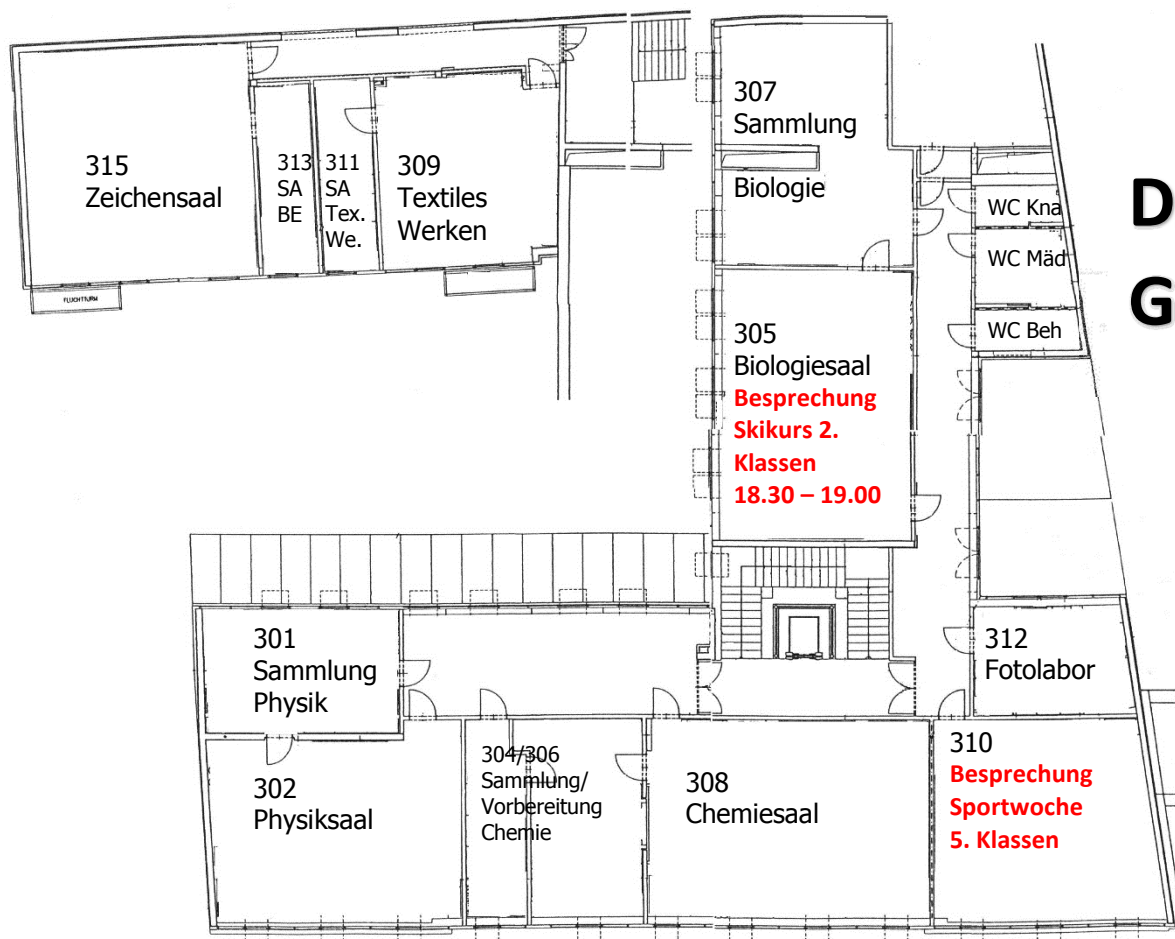 315
Zeichensaal
313
SA
BE
311
SA
Tex.
We.
309
Textiles
Werken
FLUCHTTURM
307
Sammlung
Biologie
WC Kna
WC Mäd
WC Beh
D
G
305
Biologiesaal
Besprechung
Skikurs 2.
Klassen
18.30 – 19.00
301
Sammlung
Physik
312
Fotolabor
302
Physiksaal
304/306
Sammlung/
Vorbereitung
Chemie
308
Chemiesaal
310
Besprechung
Sportwoche
5. Klassen